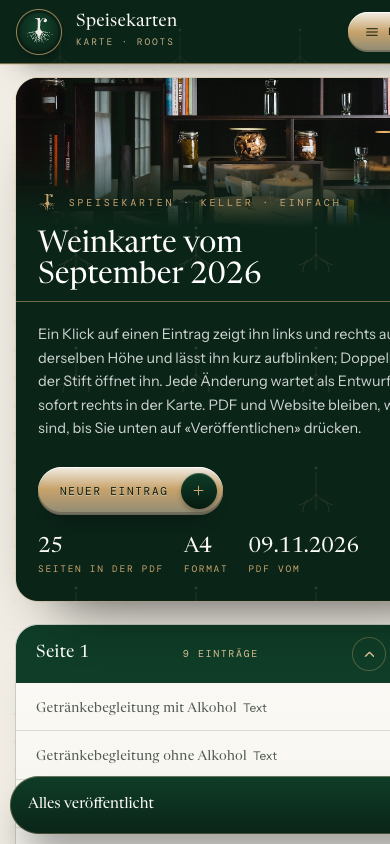 r
Speisekarten
KARTE · ROOTS
r
SPEISEKARTEN · KELLER · EINFACH
Weinkarte vom
September 2026
Ein Klick auf einen Eintrag zeigt ihn links und rechts
derselben Höhe und lässt ihn kurz aufblinken; Doppel
der Stift öffnet ihn. Jede Änderung wartet als Entwurf
sofort rechts in der Karte. PDF und Website bleiben,
sind, bis Sie unten auf «Veröffentlichen» drücken.
NEUER EINTRAG +
25 A4 09.11.2026
SEITEN IN DER PDF FORMAT PDF VOM
Seite 1 9 EINTRÄGE
Getränkebegleitung mit Alkohol Text
Getränkebegleitung ohne Alkohol Text
Alles veröffentlicht